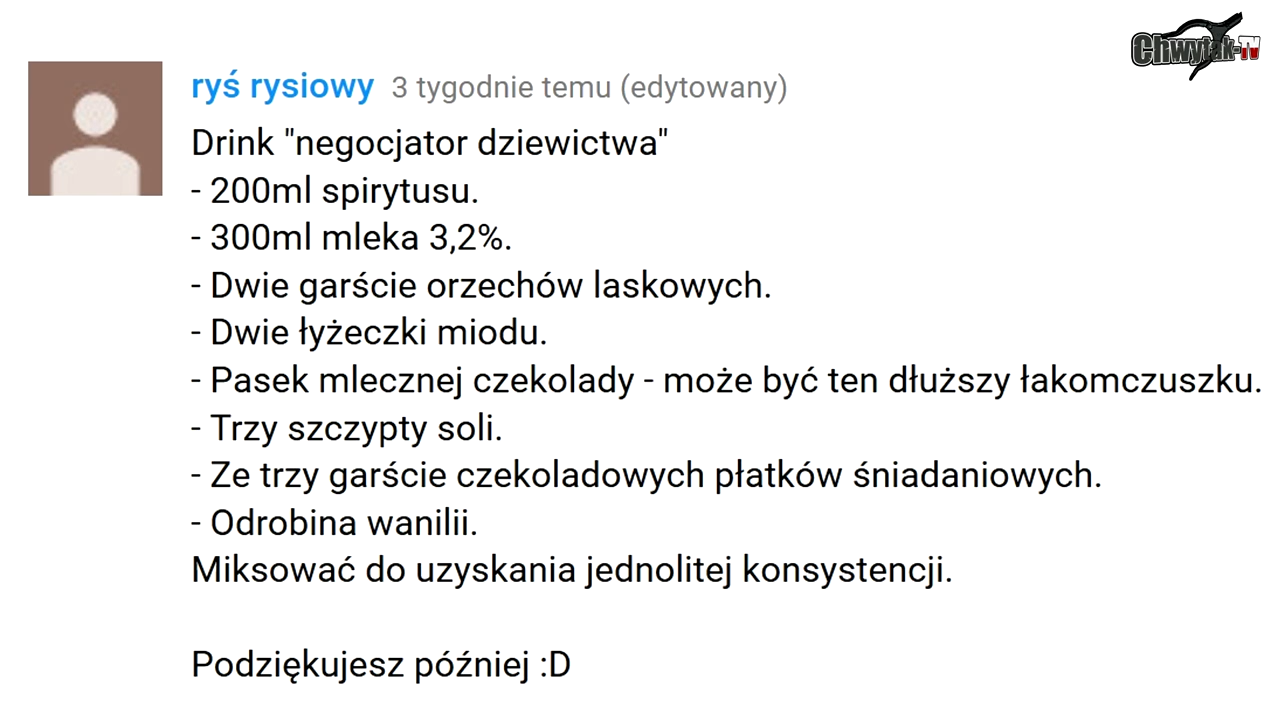 Chwytak-TV
ryś rysiowy 3 tygodnie temu (edytowany)
Drink "negocjator dziewictwa"
- 200ml spirytusu.
- 300ml mleka 3,2%.
- Dwie garście orzechów laskowych.
- Dwie łyżeczki miodu.
- Pasek mlecznej czekolady - może być ten dłuższy łakomczuszku.
- Trzy szczypty soli.
- Ze trzy garście czekoladowych płatków śniadaniowych.
- Odrobina wanilii.
Miksować do uzyskania jednolitej konsystencji.
Podziękujesz później :D